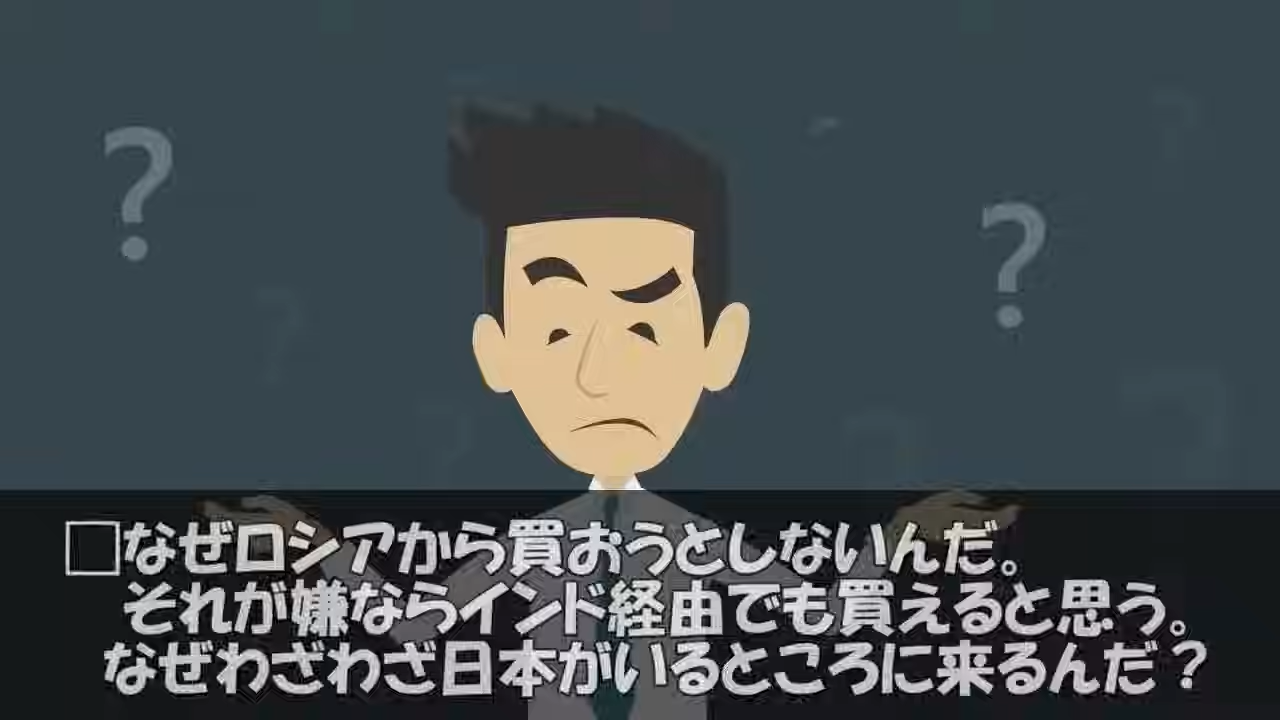 □なぜロシアから買おうとしないんだ。
それが嫌ならインド経由でも買えると思う。
なぜわざわざ日本がいるところに来るんだ？
?
?